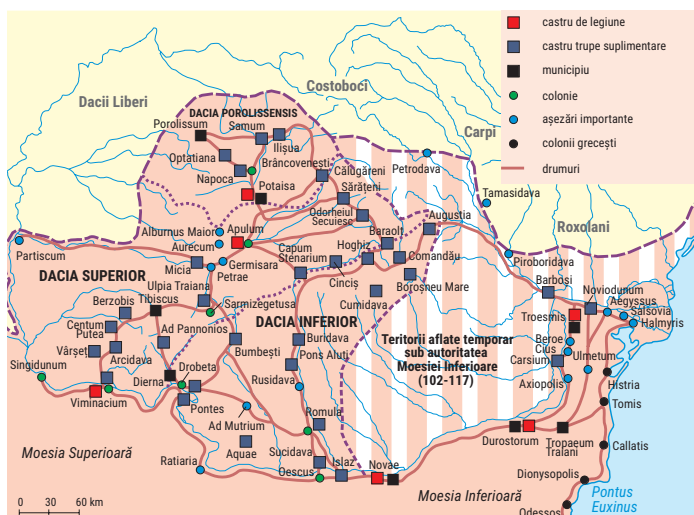 castru de legiune
castru trupe suplimentare
municipiu
colonie
așezări importante
colonii grecești
drumuri
Costoboci
Dacii Liberi
DACIA POROLISSENSIS
Porolissum
Samum
Ilișua
Carpi
Optatiana
Brâncovenești
Napoca
Călugăreni
Petrodava
Potaisa
Sărățeni
Tamasidava
Odorheiu
Secuiesc
Augustia
Roxolani
Alburnus Maior
Apulum
Baraolt
Aurecum
Capum
Stenarium
Hoghiz
Comandău
Partiscum
Piroboridava
DACIA SUPERIOR
Micia
Germisara
Petrae
Cinciș
Boroșneu Mare
Ulpia Traiana
Cumidava
Barboși
Noviodunum
Berzobis
Tibiscus
Sarmizegetusa
Aegyssus
Salsovia
Troesmis
Halmyris
Centum
Putea
Ad Pannonios
DACIA INFERIOR
Buridava
Teritorii aflate temporar
sub autoritatea
Moesiei Inferioare
(102-117)
Beroe
Cius
Vârșeț
Arcidava
Bumbești
Pons Aluti
Carsium
Ulmetum
Singidunum
Drobeta
Dierna
Rusidava
Axiopolis
Histria
Viminacium
Pontes
Tomis
Ad Mutrium
Romula
Durostorum
Tropaeum
Traiani
Callatis
Moesia Superioară
Aquae
Sucidava
Ratiaria
Islaz
Novae
Oescus
Dionysopolis
Moesia Inferioară
Pontus
Euxinus
Odessos
0 30 60 km